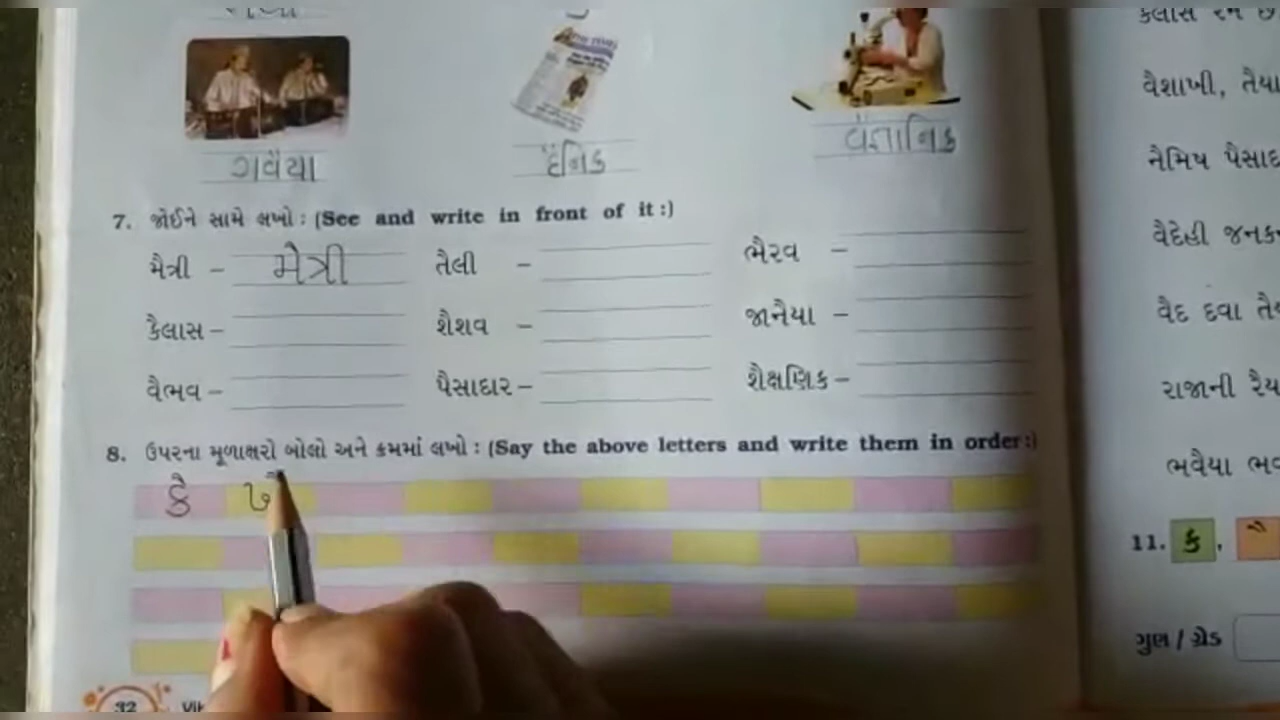 ગવૈયા દૈનિક વૈજ્ઞાનિક
7. જોઈને સામે લખો : (See and write in front of it :)
મૈત્રી – મૈત્રી તૈલી – ભૈરવ –
કૈલાસ – શૈશવ – જાનૈયા –
વૈભવ – પૈસાદાર – શૈક્ષણિક –
8. ઉપરના મૂળાક્ષરો બોલો અને ક્રમમાં લખો : (Say the above letters and write them in order :)
કૈ
32
કૈલાસ
વૈશાખી,
નૈમિષ
વૈદેહી
વૈદ દવા
રાજાની
ભવૈયા
11. ક,
ગુણ / ગ્રેડ